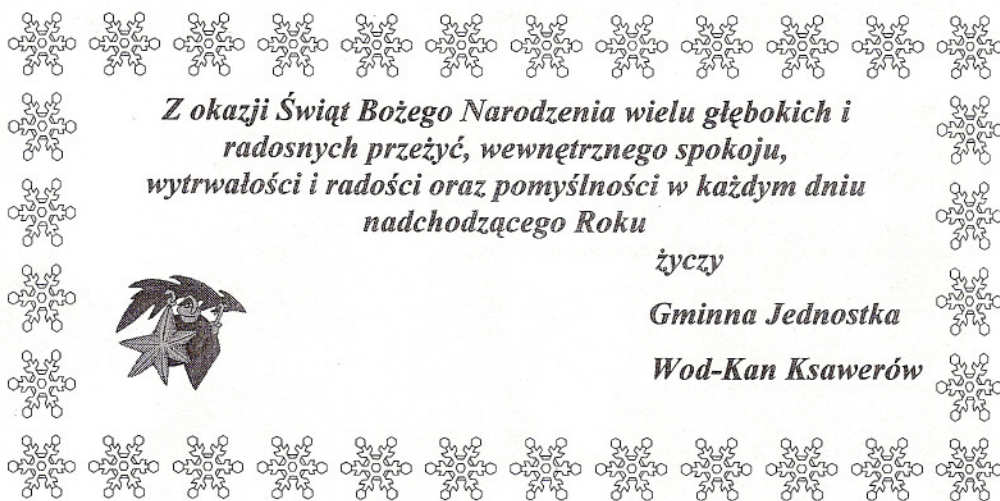 Z okazji Świąt Bożego Narodzenia wielu głębokich i
radosnych przeżyć, wewnętrznego spokoju,
wytrwałości i radości oraz pomyślności w każdym dniu
nadchodzącego Roku
życzy
Gminna Jednostka
Wod-Kan Ksawerów